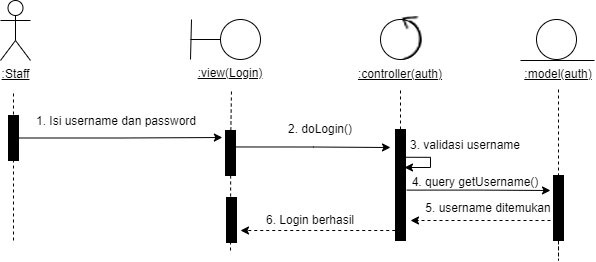 :Staff
:view(Login)
:controller(auth)
:model(auth)
1. Isi username dan password
2. doLogin()
3. validasi username
4. query getUsername()
5. username ditemukan
6. Login berhasil